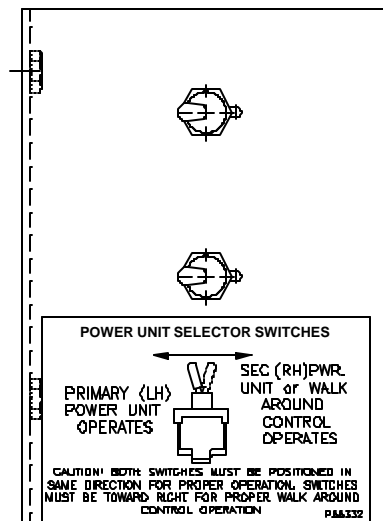 POWER UNIT SELECTOR SWITCHES
PRIMARY (LH)
POWER UNIT
OPERATES
SEC (RH)PWR.
UNIT or WALK
AROUND
CONTROL
OPERATES
CAUTION! BOTH SWITCHES MUST BE POSITIONED IN
SAME DIRECTION FOR PROPER OPERATION. SWITCHES
MUST BE TOWARD RIGHT FOR PROPER WALK AROUND
CONTROL OPERATION